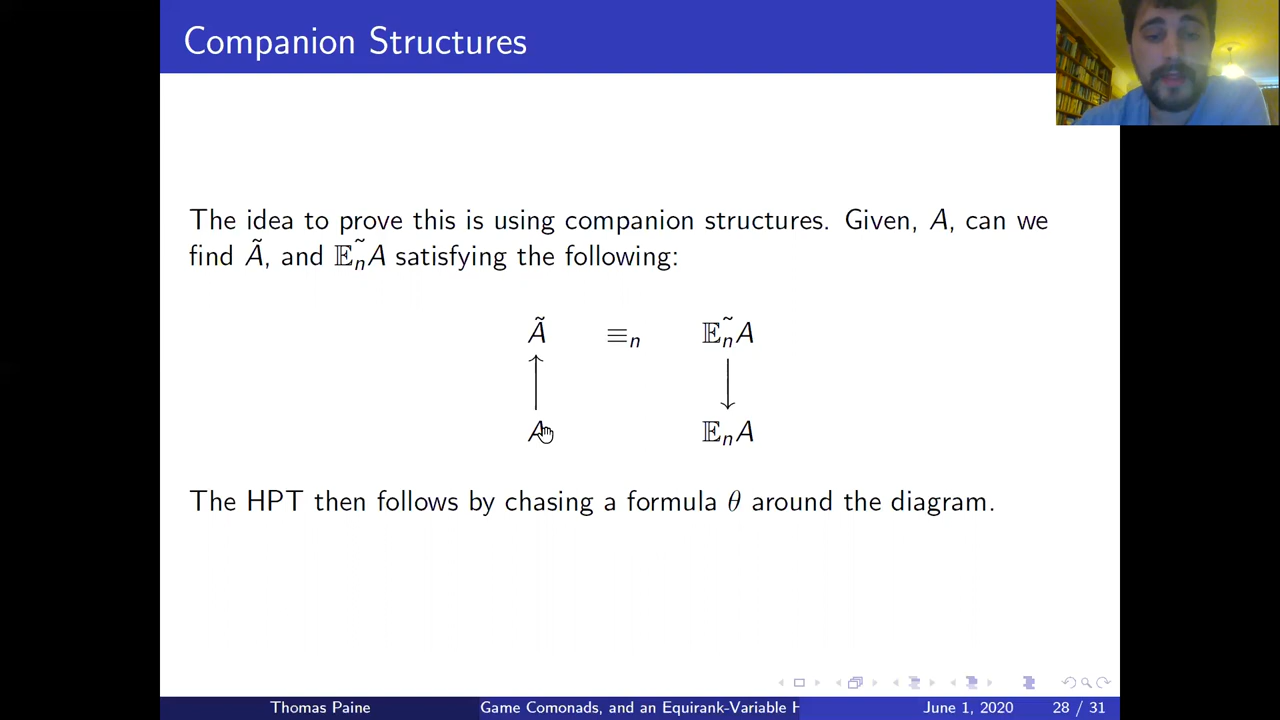 Companion Structures
The idea to prove this is using companion structures. Given, A, can we
find Ã, and 𝔼̃ₙA satisfying the following:
Ã ≡ₙ 𝔼̃ₙA
A 𝔼ₙA
The HPT then follows by chasing a formula θ around the diagram.
Thomas Paine Game Comonads, and an Equirank-Variable H June 1, 2020 28 / 31